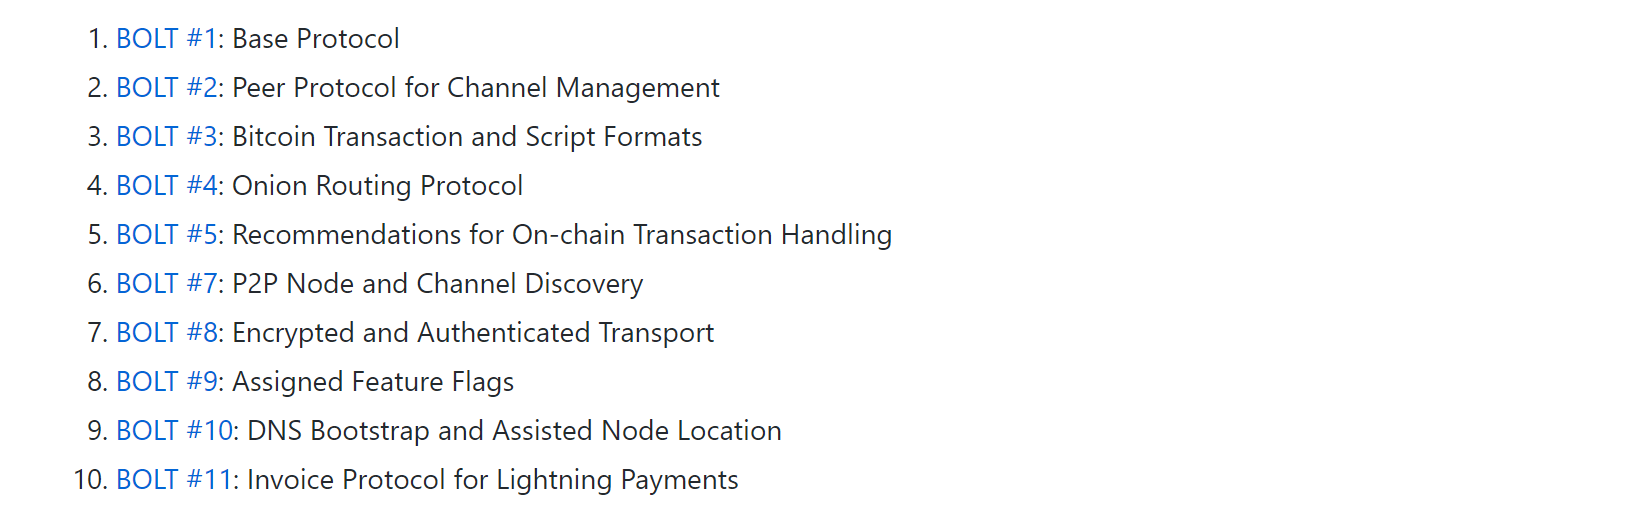 1. BOLT #1: Base Protocol
2. BOLT #2: Peer Protocol for Channel Management
3. BOLT #3: Bitcoin Transaction and Script Formats
4. BOLT #4: Onion Routing Protocol
5. BOLT #5: Recommendations for On-chain Transaction Handling
6. BOLT #7: P2P Node and Channel Discovery
7. BOLT #8: Encrypted and Authenticated Transport
8. BOLT #9: Assigned Feature Flags
9. BOLT #10: DNS Bootstrap and Assisted Node Location
10. BOLT #11: Invoice Protocol for Lightning Payments